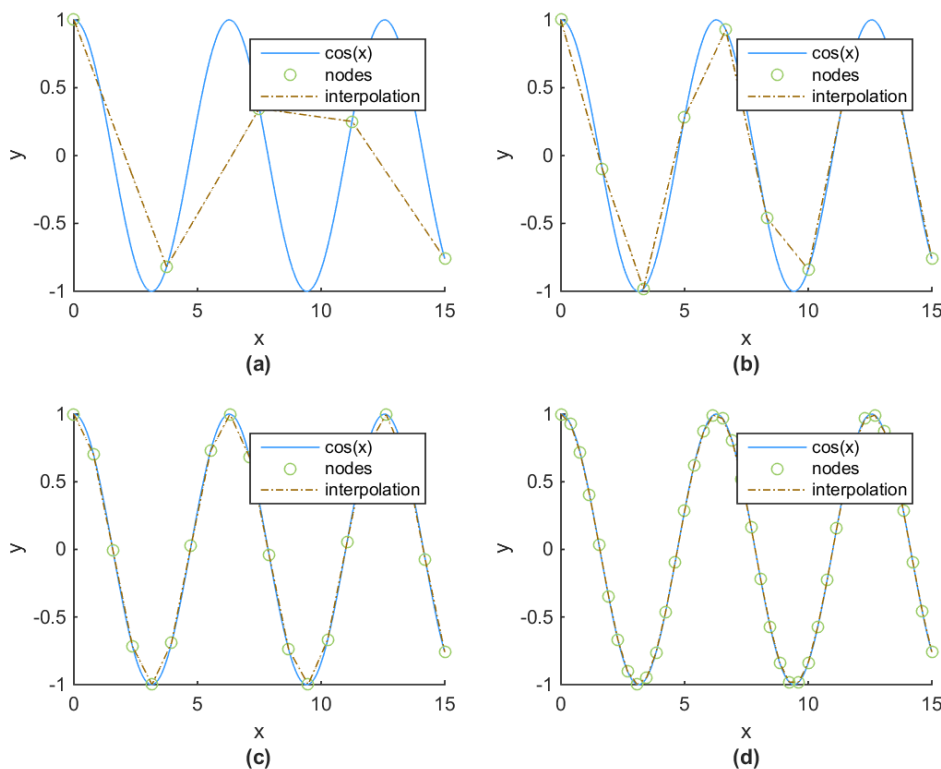 1
0.5
0
-0.5
-1
y
0 5 10 15
x
(a)
cos(x)
nodes
interpolation
1
0.5
0
-0.5
-1
y
0 5 10 15
x
(b)
cos(x)
nodes
interpolation
1
0.5
0
-0.5
-1
y
0 5 10 15
x
(c)
cos(x)
nodes
interpolation
1
0.5
0
-0.5
-1
y
0 5 10 15
x
(d)
cos(x)
nodes
interpolation